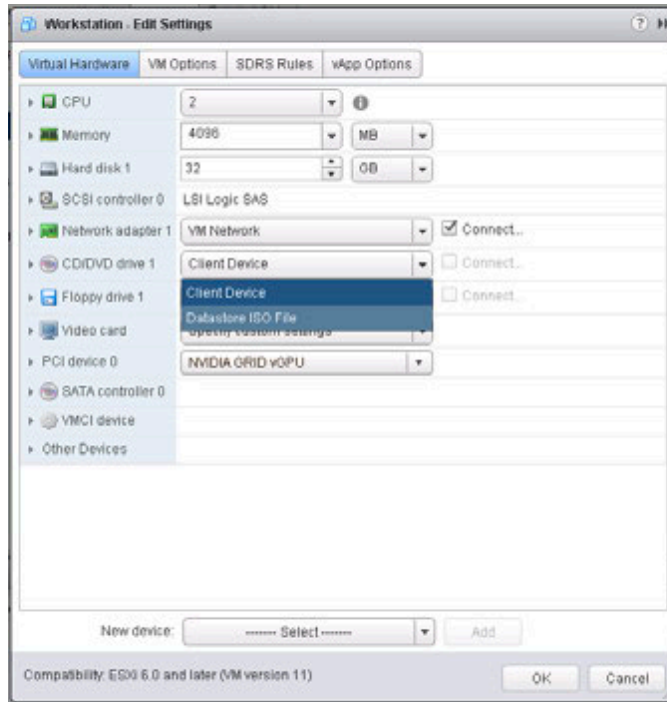 Workstation - Edit Settings
Virtual Hardware VM Options SDRS Rules vApp Options
CPU 2
Memory 4096 MB
Hard disk 1 32 GB
SCSI controller 0 LSI Logic SAS
Network adapter 1 VM Network Connect...
CD/DVD drive 1 Client Device Connect...
Floppy drive 1 Client Device Connect...
Datastore ISO File
Video card Specify custom settings
PCI device 0 NVIDIA GRID vGPU
SATA controller 0
VMCI device
Other Devices
New device: ------- Select ------- Add
Compatibility: ESXi 6.0 and later (VM version 11) OK Cancel